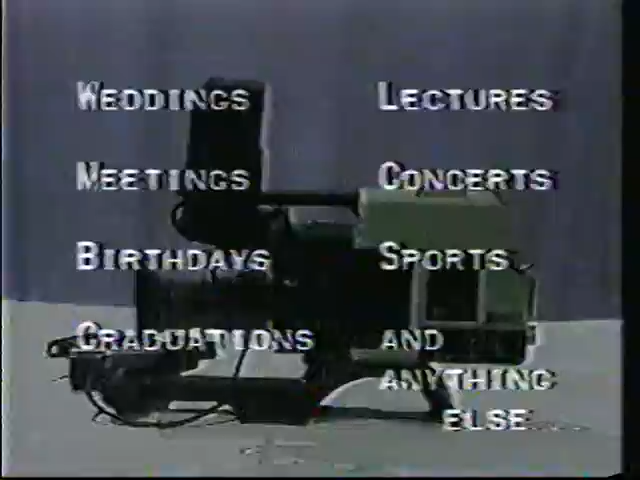 WEDDINGS
MEETINGS
BIRTHDAYS
GRADUATIONS
LECTURES
CONCERTS
SPORTS
AND
ANYTHING
ELSE...